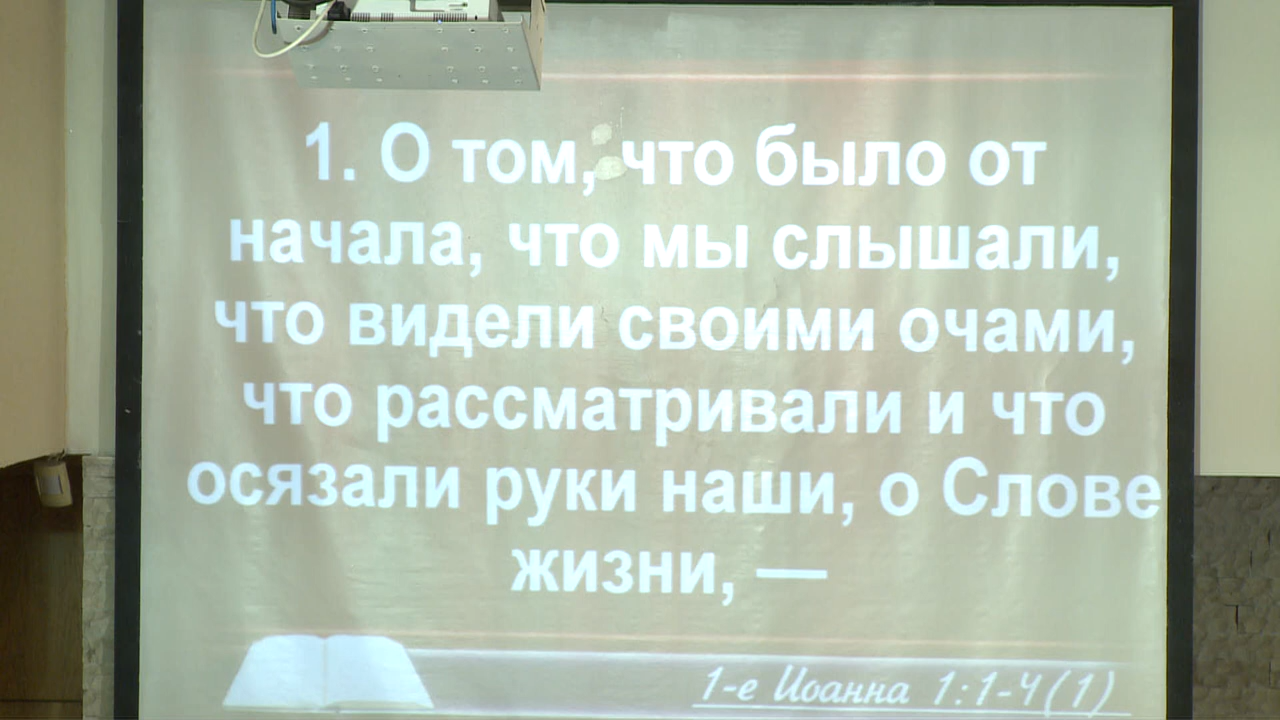 1. О том, что было от
начала, что мы слышали,
что видели своими очами,
что рассматривали и что
осязали руки наши, о Слове
жизни, —
1-е Иоанна 1:1-4(1)